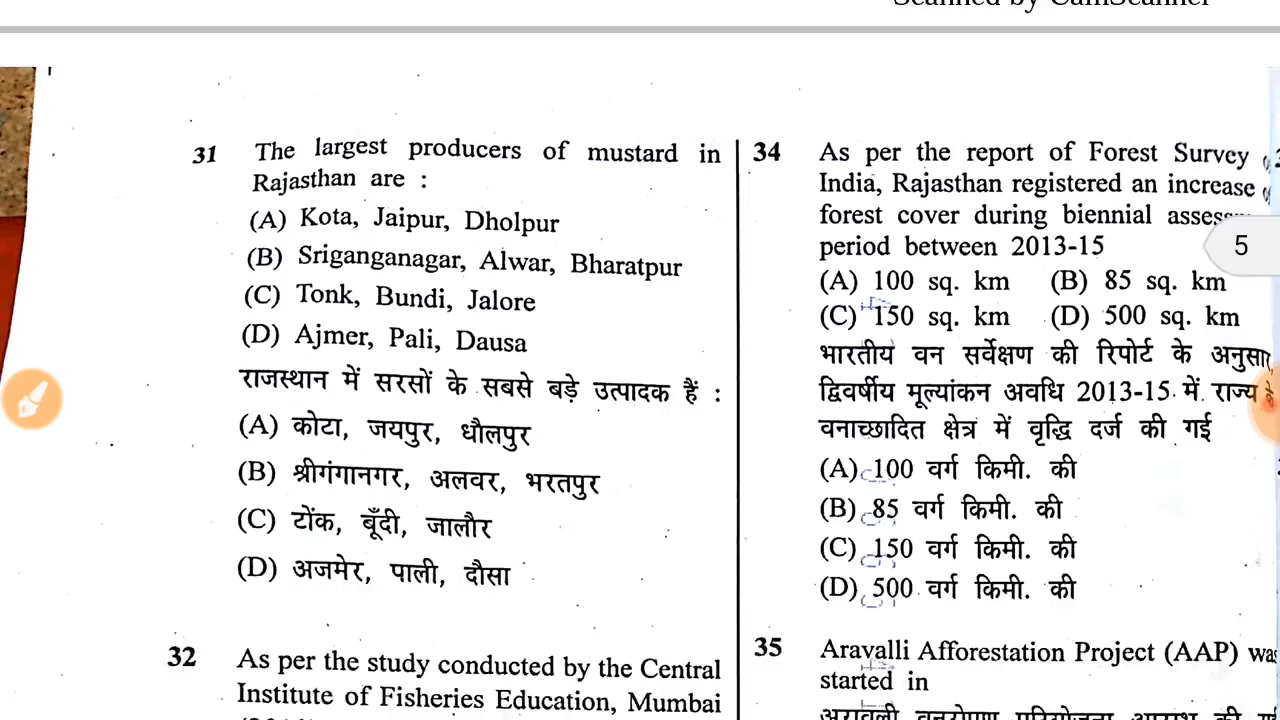 31 The largest producers of mustard in
Rajasthan are :
(A) Kota, Jaipur, Dholpur
(B) Sriganganagar, Alwar, Bharatpur
(C) Tonk, Bundi, Jalore
(D) Ajmer, Pali, Dausa
राजस्थान में सरसों के सबसे बड़े उत्पादक हैं :
(A) कोटा, जयपुर, धौलपुर
(B) श्रीगंगानगर, अलवर, भरतपुर
(C) टोंक, बूँदी, जालौर
(D) अजमेर, पाली, दौसा
32 As per the study conducted by the Central
Institute of Fisheries Education, Mumbai
34 As per the report of Forest Survey
India, Rajasthan registered an increase
forest cover during biennial
period between 2013-15
(A) 100 sq. km (B) 85 sq. km
(C) 150 sq. km (D) 500 sq. km
भारतीय वन सर्वेक्षण की रिपोर्ट के अनुसार
द्विवर्षीय मूल्यांकन अवधि 2013-15 में राज्य के
वनाच्छादित क्षेत्र में वृद्धि दर्ज की गई
(A) 100 वर्ग किमी. की
(B) 85 वर्ग किमी. की
(C) 150 वर्ग किमी. की
(D) 500 वर्ग किमी. की
35 Aravalli Afforestation Project (AAP) was
started in
5